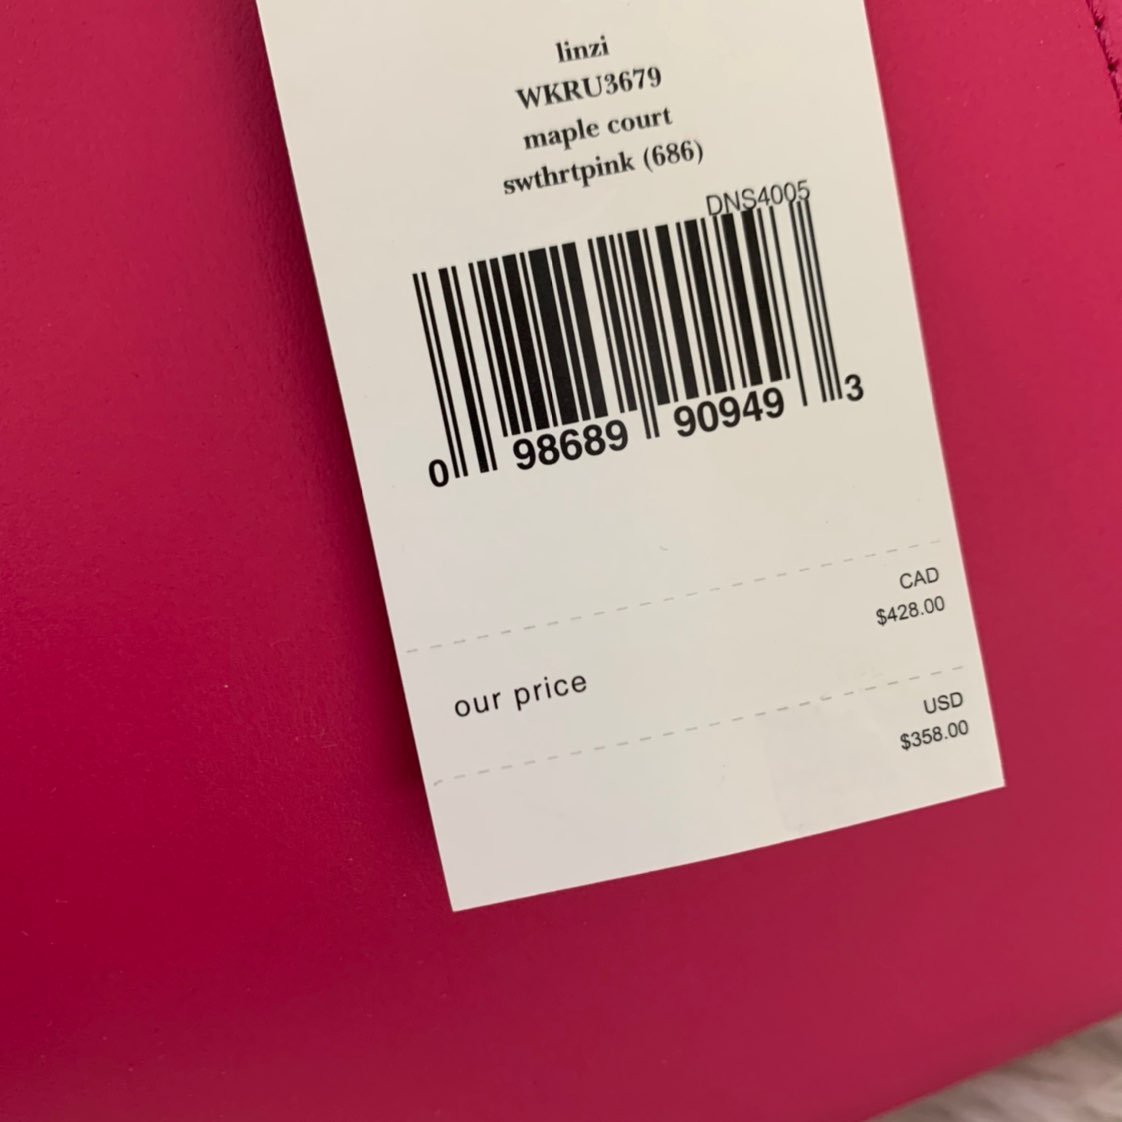 linzi
WKRU3679
maple court
swthrtpink (686)
DNS4005
0 98689 90949 3
CAD
$428.00
our price
USD
$358.00